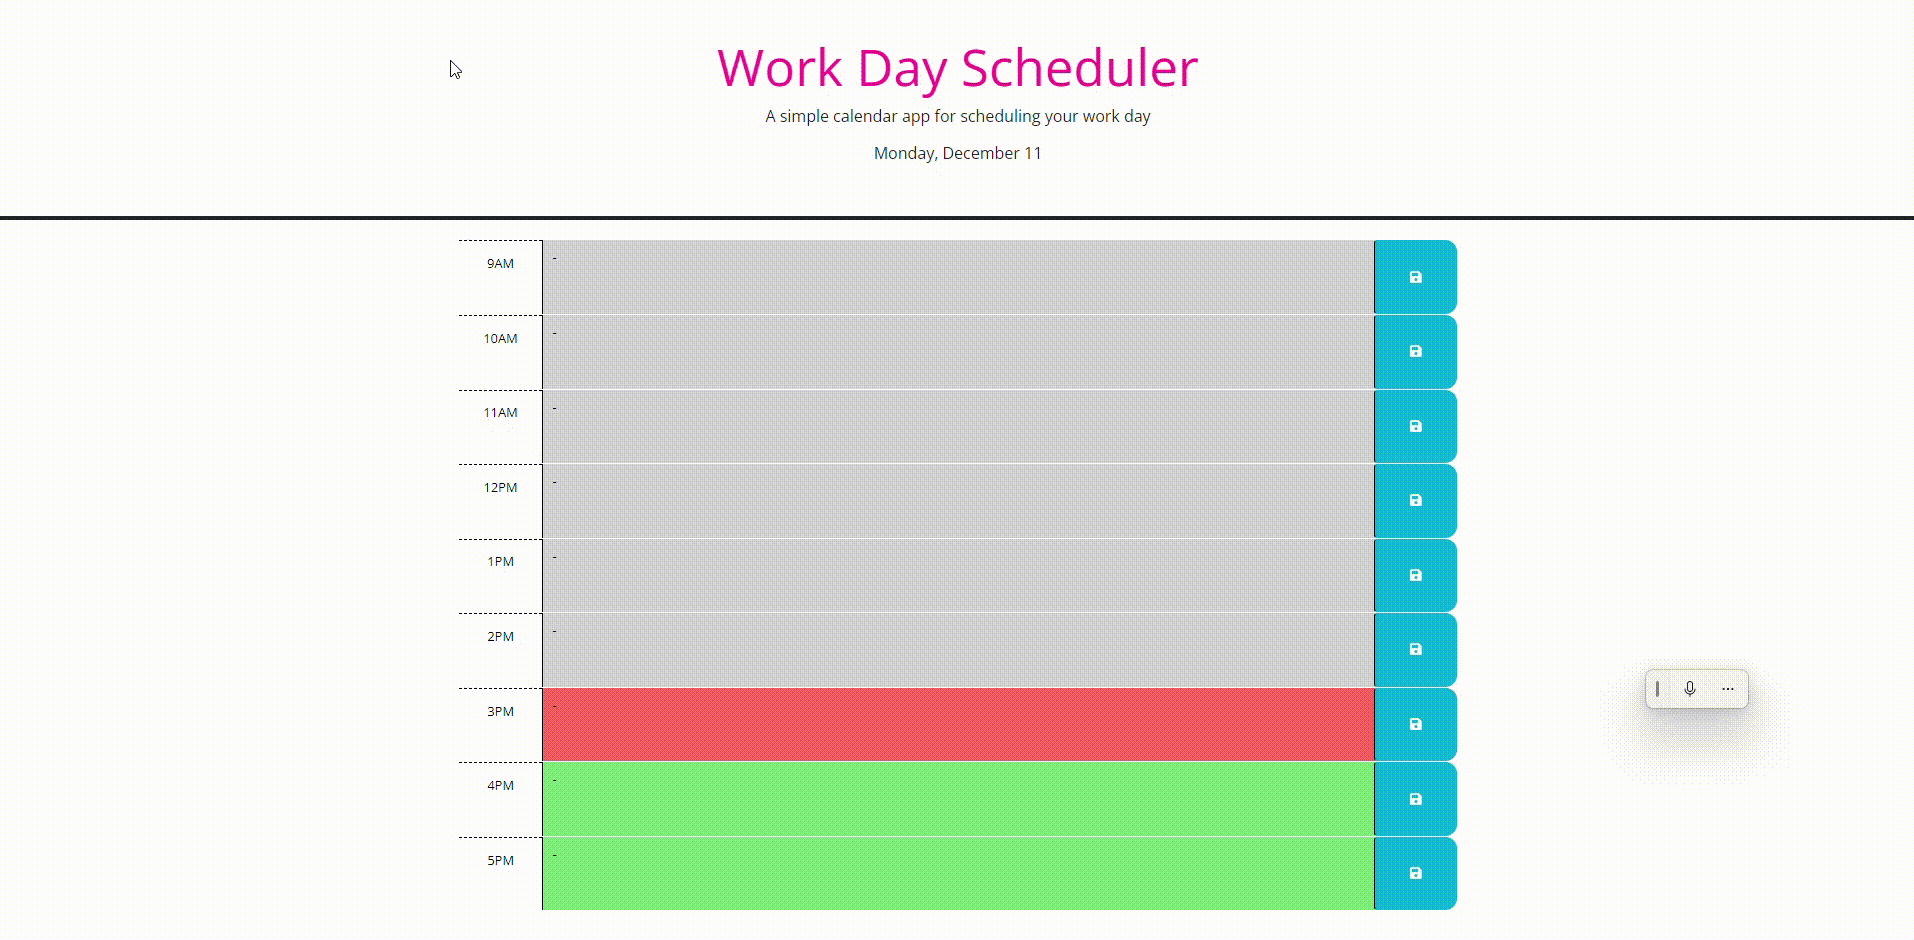 Work Day Scheduler
A simple calendar app for scheduling your work day
Monday, December 11
9AM -
10AM -
11AM -
12PM -
1PM -
2PM -
3PM -
4PM -
5PM -